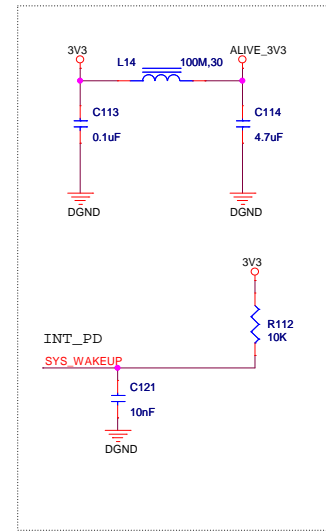 3V3 ALIVE_3V3
L14 100M,30
C113 C114
0.1uF 4.7uF
DGND DGND
3V3
R112
10K
INT_PD
SYS_WAKEUP
C121
10nF
DGND